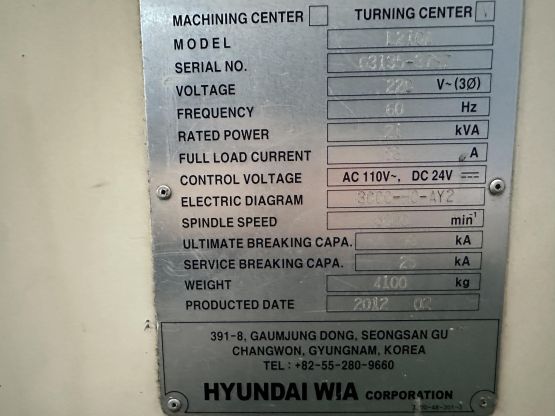 MACHINING CENTER TURNING CENTER
MODEL
SERIAL NO.
VOLTAGE 220 V~(3Ø)
FREQUENCY 60 Hz
RATED POWER kVA
FULL LOAD CURRENT A
CONTROL VOLTAGE AC 110V~, DC 24V
ELECTRIC DIAGRAM
SPINDLE SPEED min⁻¹
ULTIMATE BREAKING CAPA. kA
SERVICE BREAKING CAPA. 25 kA
WEIGHT 4100 kg
PRODUCTED DATE 2012 02
391-8, GAUMJUNG DONG, SEONGSAN GU
CHANGWON, GYUNGNAM, KOREA
TEL : +82-55-280-9660
HYUNDAI WIA CORPORATION